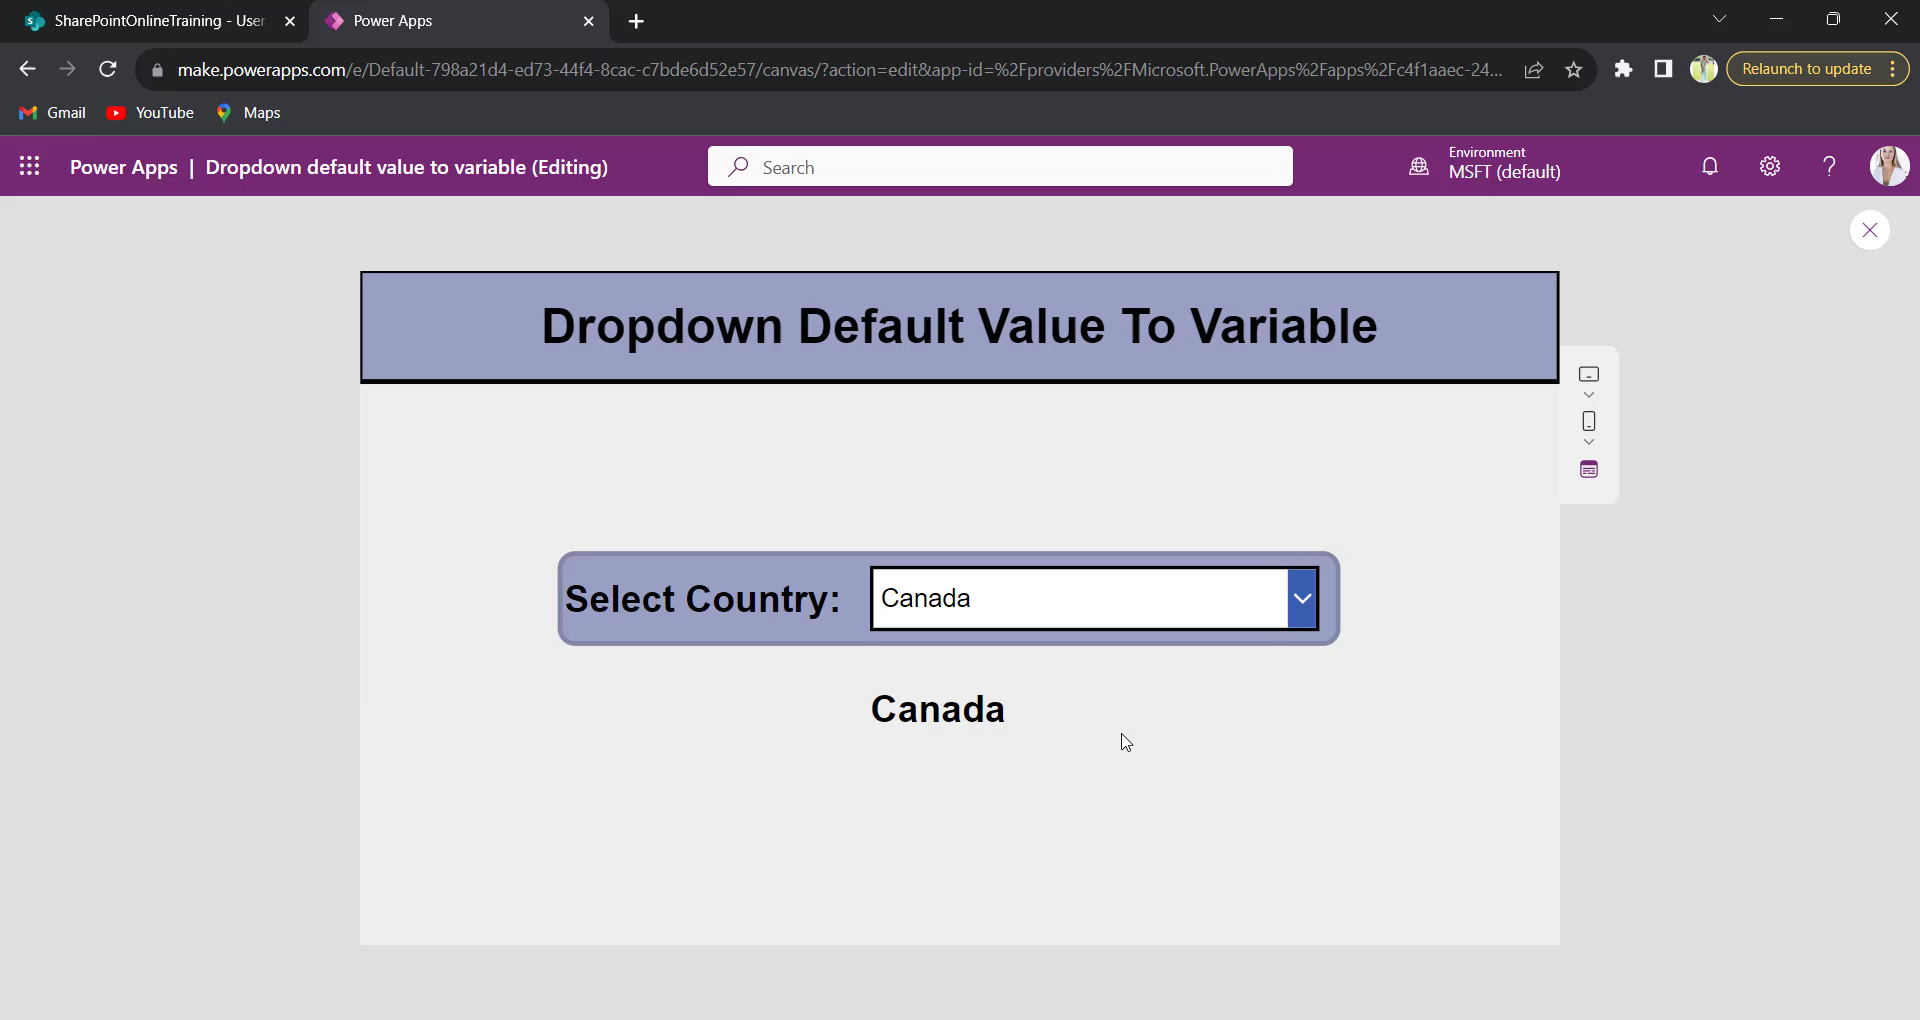 SharePointOnlineTraining - User
Power Apps
make.powerapps.com/e/Default-798a21d4-ed73-44f4-8cac-c7bde6d52e57/canvas/?action=edit&app-id=%2Fproviders%2FMicrosoft.PowerApps%2Fapps%2Fc4f1aaec-24...
Relaunch to update
Gmail
YouTube
Maps
Power Apps | Dropdown default value to variable (Editing)
Search
Environment
MSFT (default)
Dropdown Default Value To Variable
Select Country:
Canada
Canada